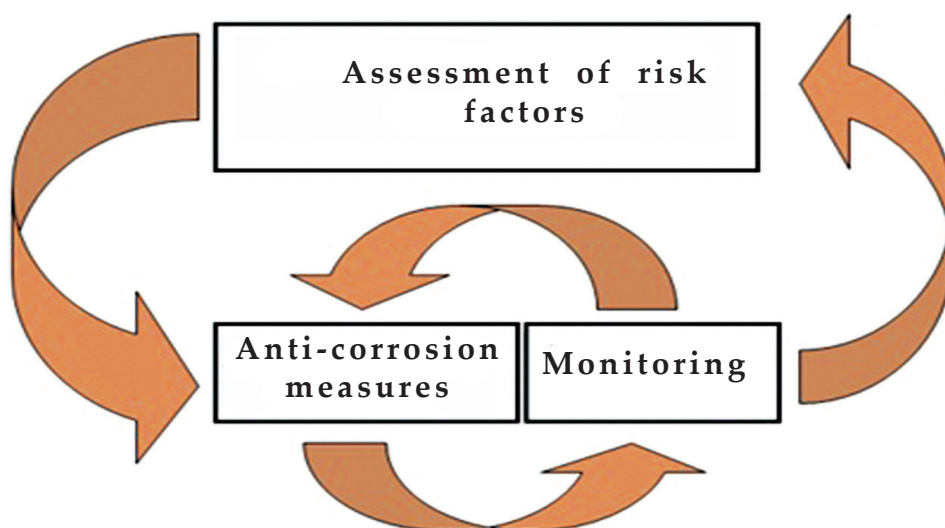 Assessment of risk
factors
Anti-corrosion
measures
Monitoring